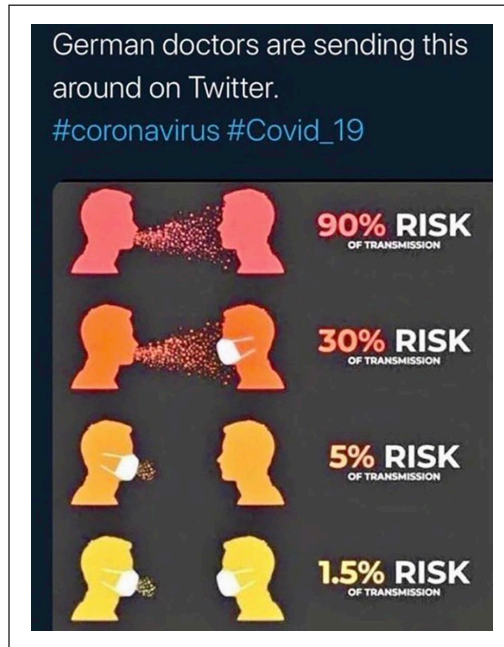 German doctors are sending this
around on Twitter.
#coronavirus #Covid_19
90% RISK
OF TRANSMISSION
30% RISK
OF TRANSMISSION
5% RISK
OF TRANSMISSION
1.5% RISK
OF TRANSMISSION